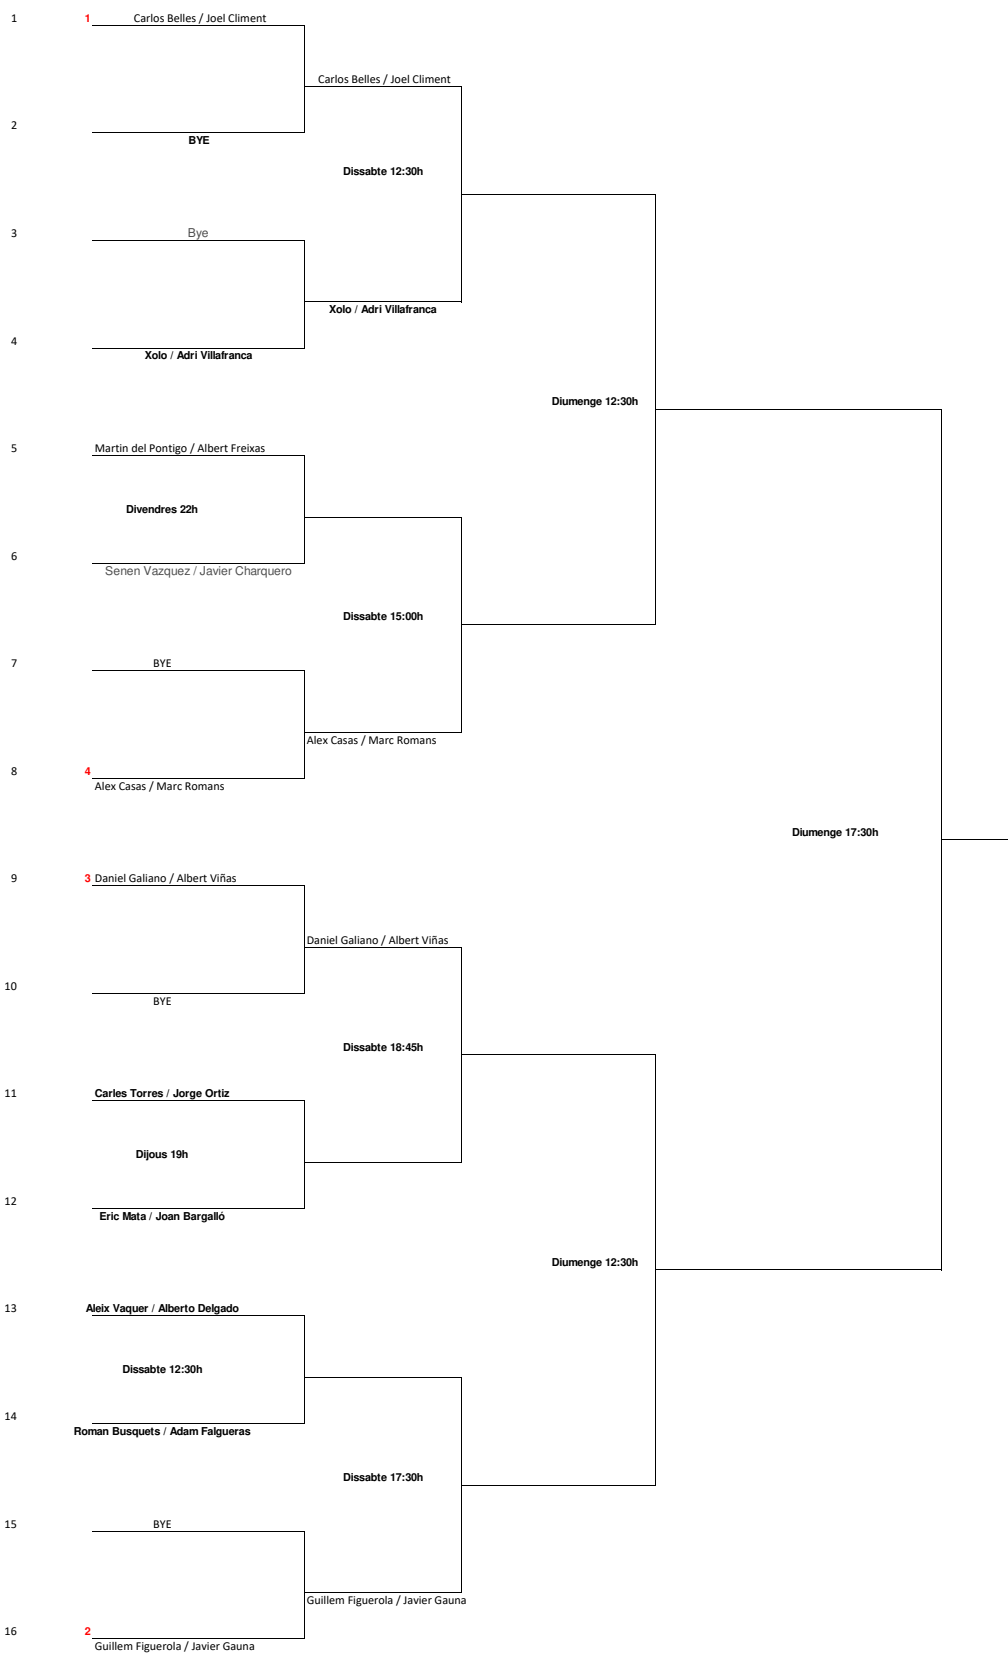 1 1 Carlos Belles / Joel Climent
Carlos Belles / Joel Climent
2
BYE
Dissabte 12:30h
3 Bye
Xolo / Adri Villafranca
4
Xolo / Adri Villafranca
Diumenge 12:30h
5 Martin del Pontigo / Albert Freixas
Divendres 22h
6
Senen Vazquez / Javier Charquero
Dissabte 15:00h
7 BYE
Alex Casas / Marc Romans
8 4
Alex Casas / Marc Romans
Diumenge 17:30h
9 3 Daniel Galiano / Albert Viñas
Daniel Galiano / Albert Viñas
10
BYE
Dissabte 18:45h
11 Carles Torres / Jorge Ortiz
Dijous 19h
12
Eric Mata / Joan Bargalló
Diumenge 12:30h
13 Aleix Vaquer / Alberto Delgado
Dissabte 12:30h
14
Roman Busquets / Adam Falgueras
Dissabte 17:30h
15 BYE
Guillem Figuerola / Javier Gauna
16 2
Guillem Figuerola / Javier Gauna